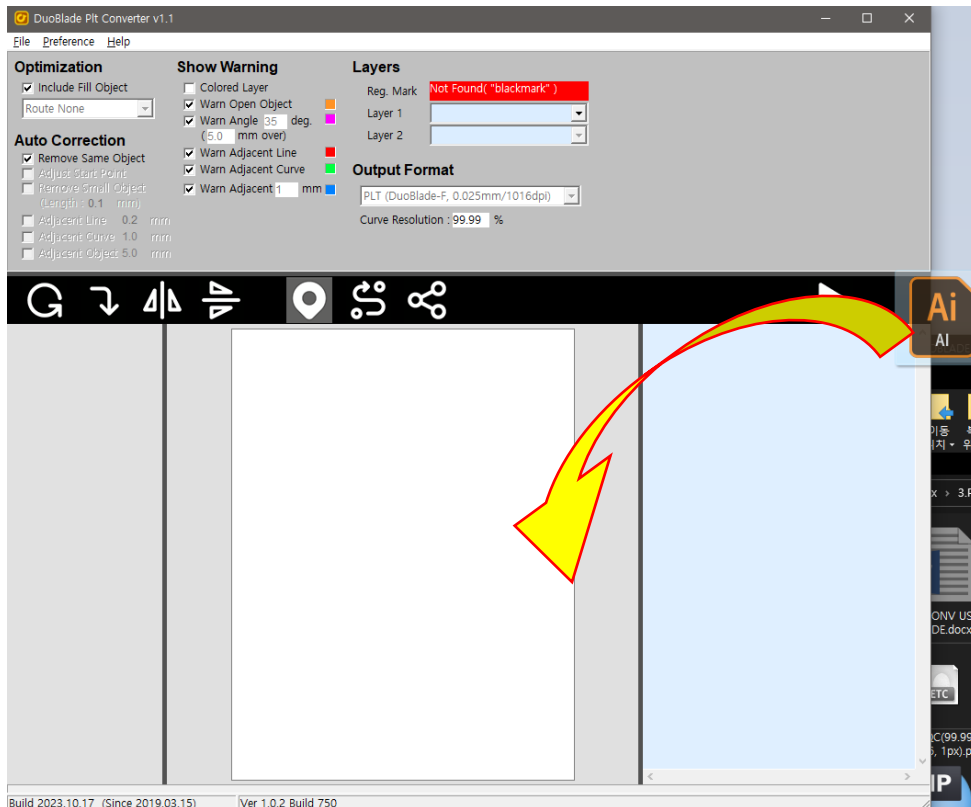 DuoBlade Plt Converter v1.1
File Preference Help
Optimization
Include Fill Object
Route None
Auto Correction
Remove Same Object
Adjust Start Point
Remove Small Object
(Length : 0.1 mm)
Adjacent Line 0.2 mm
Adjacent Curve 1.0 mm
Adjacent Object 5.0 mm
Show Warning
Colored Layer
Warn Open Object
Warn Angle 35 deg.
(5.0 mm over)
Warn Adjacent Line
Warn Adjacent Curve
Warn Adjacent 1 mm
Layers
Reg. Mark Not Found( "blackmark" )
Layer 1
Layer 2
Output Format
PLT (DuoBlade-F, 0.025mm/1016dpi)
Curve Resolution : 99.99 %
Ai
AI
이동
치
x > 3.
ONV US
DE.docx
ETC
QC(99.99
, 1px).p
IP
Build 2023.10.17 (Since 2019.03.15) Ver 1.0.2 Build 750